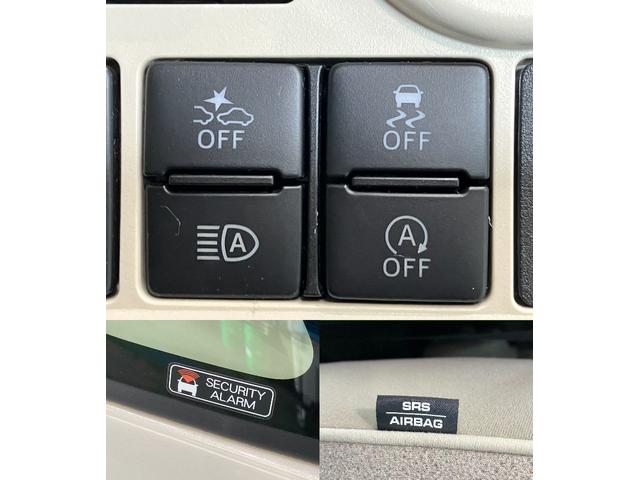 OFF
OFF
A
A
OFF
SECURITY
ALARM
SRS
AIRBAG